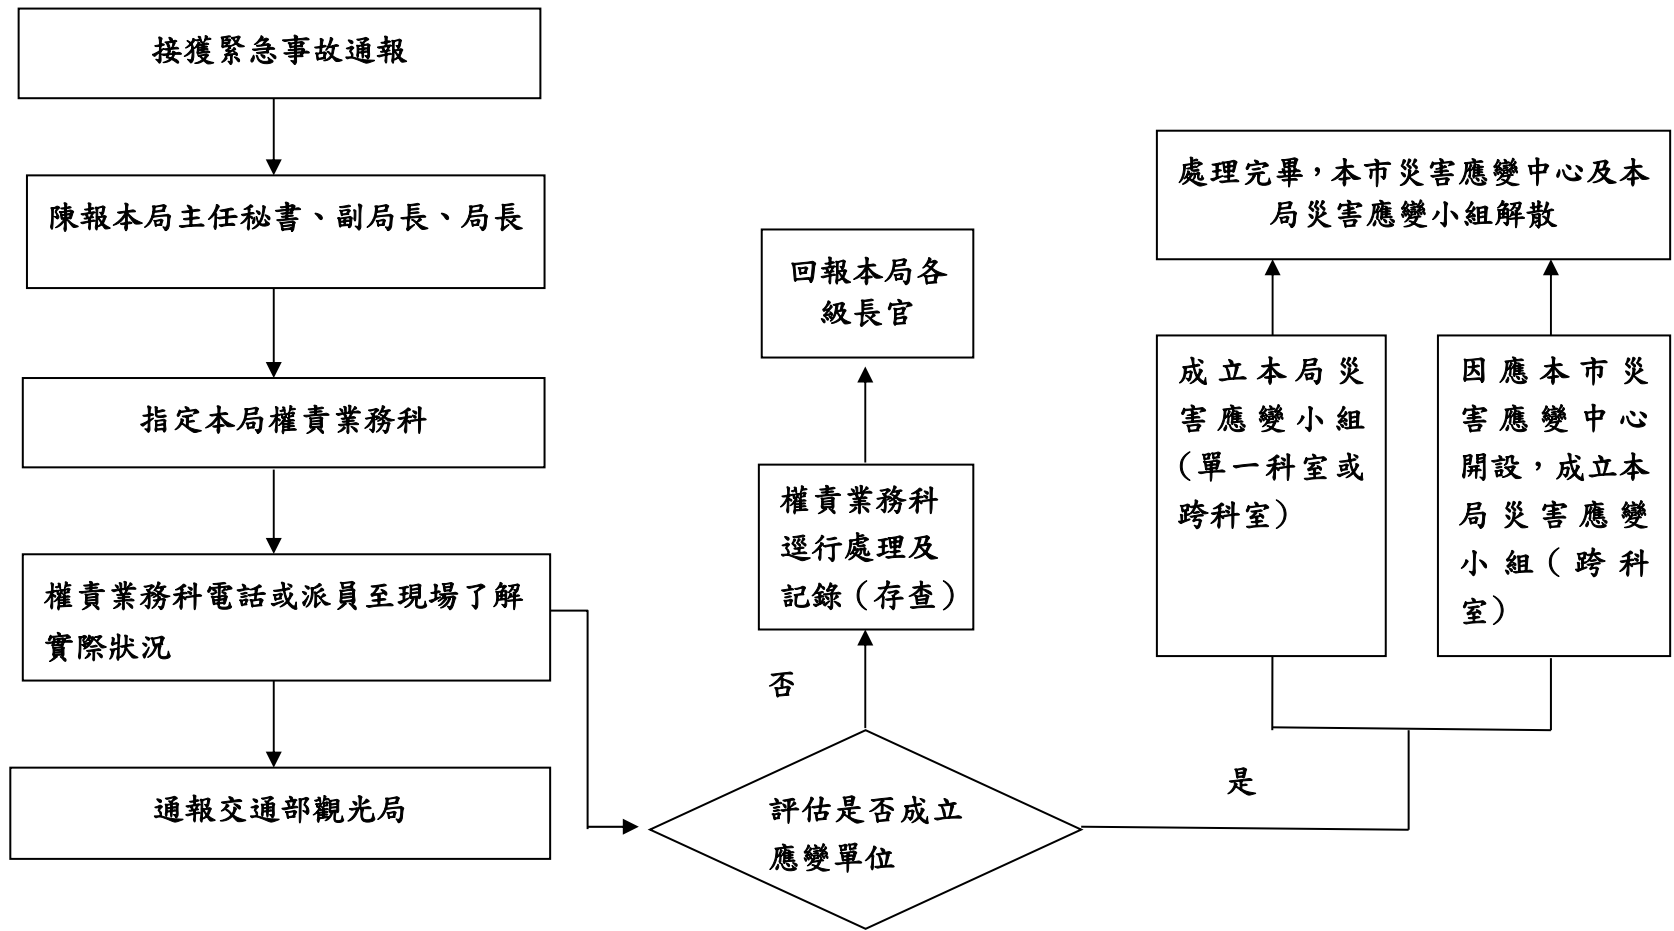 接獲緊急事故通報
陳報本局主任秘書、副局長、局長
指定本局權責業務科
權責業務科電話或派員至現場了解
實際狀況
通報交通部觀光局
回報本局各
級長官
權責業務科
逕行處理及
記錄（存查）
否
評估是否成立
應變單位
是
處理完畢，本市災害應變中心及本
局災害應變小組解散
成立本局災
害應變小組
（單一科室或
跨科室）
因應本市災
害應變中心
開設，成立本
局災害應變
小組（跨科
室）